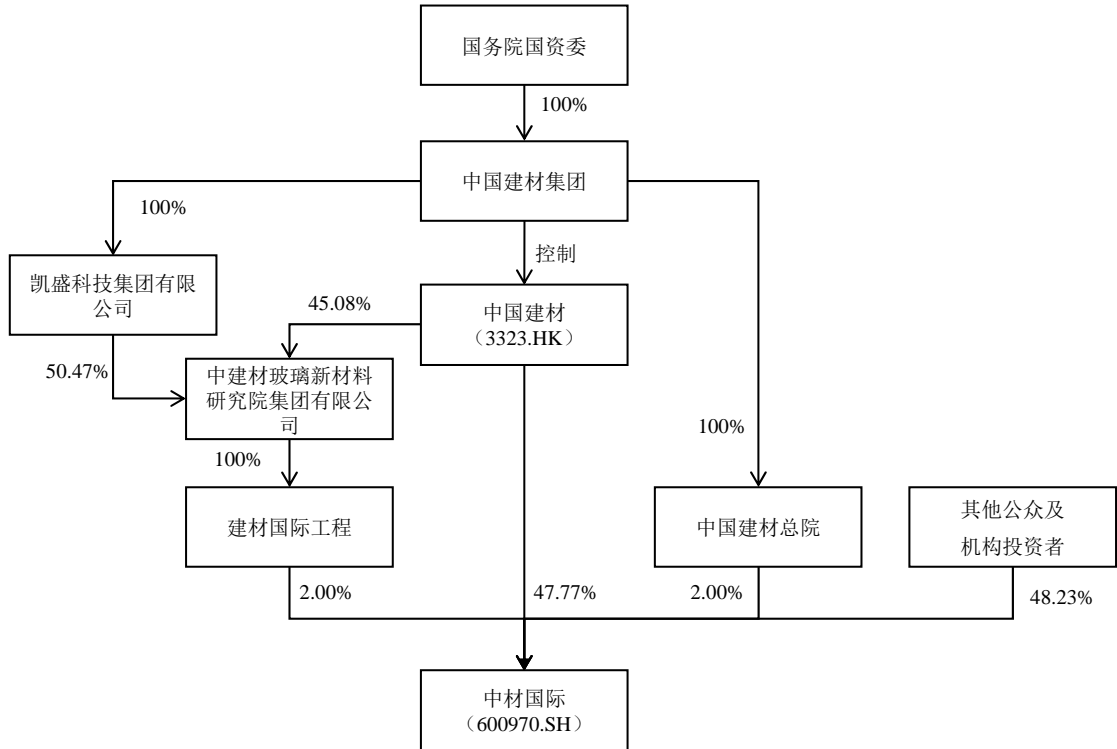 国务院国资委
100%
中国建材集团
100%
控制
凯盛科技集团有限
公司
45.08%
中国建材
（3323.HK）
50.47%
中建材玻璃新材料
研究院集团有限公
司
100%
100%
建材国际工程
中国建材总院
其他公众及
机构投资者
2.00%
47.77%
2.00%
48.23%
中材国际
（600970.SH）